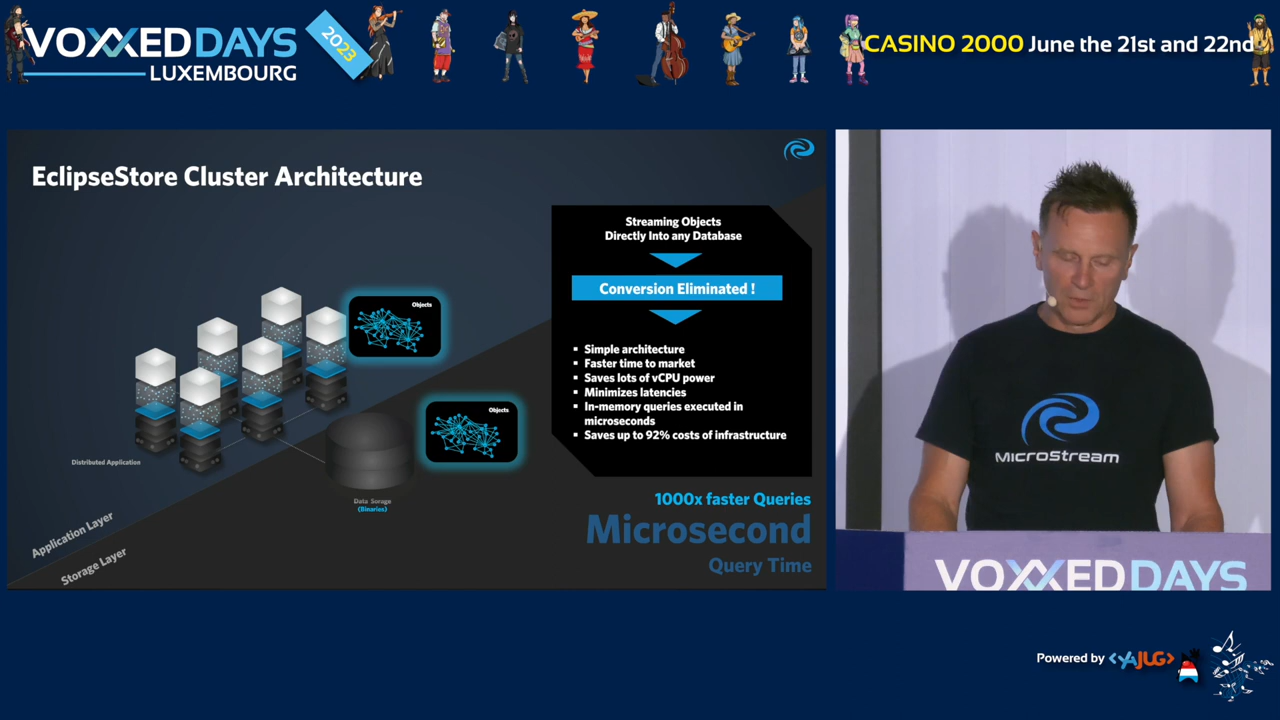 VOXXEDDAYS
LUXEMBOURG
2023
CASINO 2000 June the 21st and 22nd
EclipseStore Cluster Architecture
Streaming Objects
Directly Into any Database
Conversion Eliminated !
Objects
▪ Simple architecture
▪ Faster time to market
▪ Saves lots of vCPU power
▪ Minimizes latencies
▪ In-memory queries executed in
microseconds
▪ Saves up to 92% costs of infrastructure
Objects
Distributed Application
Data Sorage
(Binaries)
Application Layer
Storage Layer
1000x faster Queries
Microsecond
Query Time
MicroStream
VOXXEDDAYS
Powered by <YAJUG>